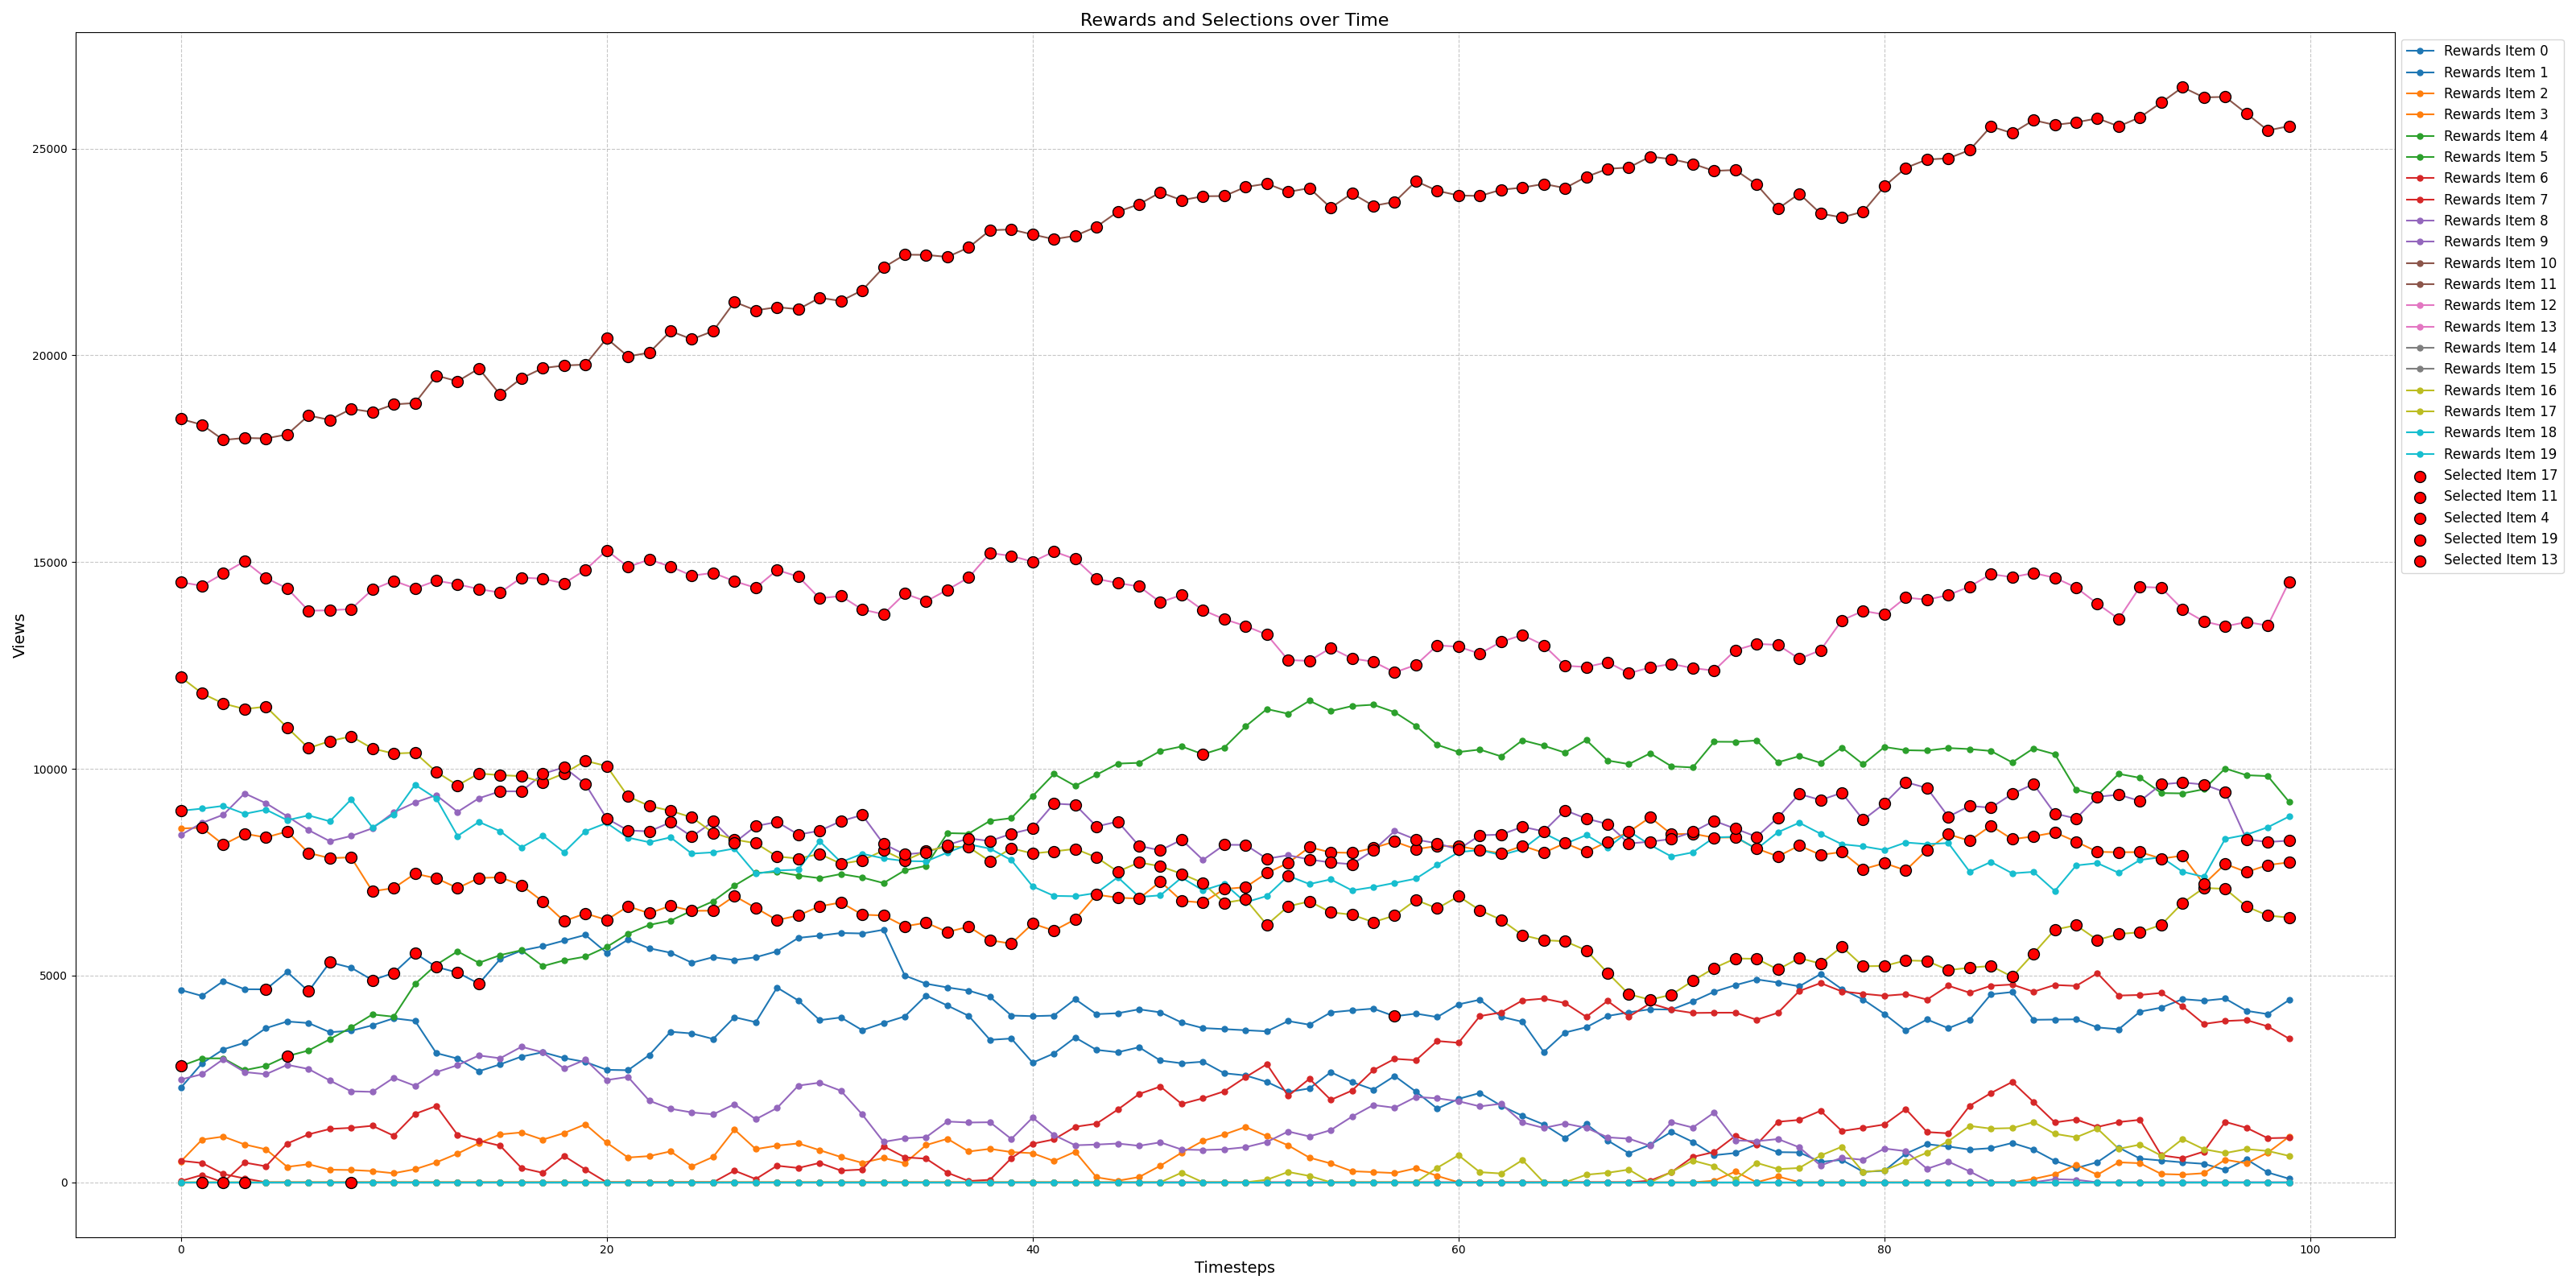 Rewards and Selections over Time
Views
25000
20000
15000
10000
5000
0
0
20
40
60
80
100
Timesteps
Rewards Item 0
Rewards Item 1
Rewards Item 2
Rewards Item 3
Rewards Item 4
Rewards Item 5
Rewards Item 6
Rewards Item 7
Rewards Item 8
Rewards Item 9
Rewards Item 10
Rewards Item 11
Rewards Item 12
Rewards Item 13
Rewards Item 14
Rewards Item 15
Rewards Item 16
Rewards Item 17
Rewards Item 18
Rewards Item 19
Selected Item 17
Selected Item 11
Selected Item 4
Selected Item 19
Selected Item 13